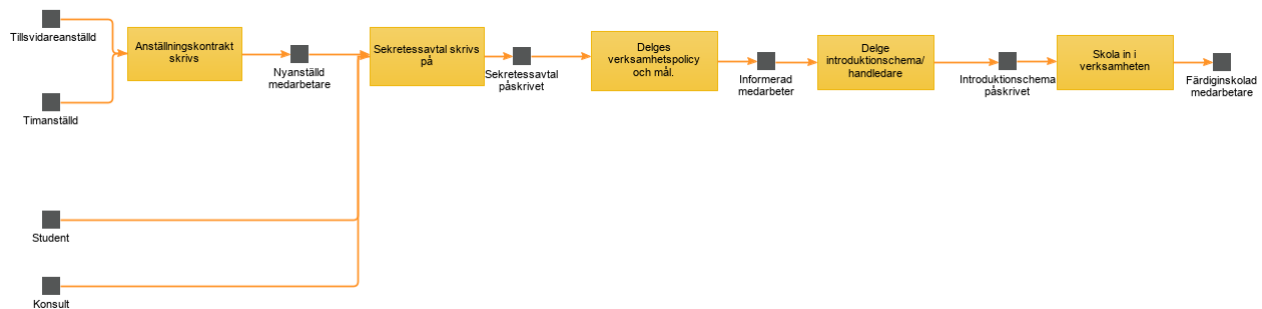 Tillsvidareanställd
Anställningskontrakt
skrivs
Timanställd
Nyanställd
medarbetare
Sekretessavtal skrivs
på
Sekretessavtal
påskrivet
Delges
verksamhetspolicy
och mål.
Informerad
medarbeter
Delge
introduktionschema/
handledare
Introduktionschema
påskrivet
Skola in i
verksamheten
Färdiginskolad
medarbetare
Student
Konsult